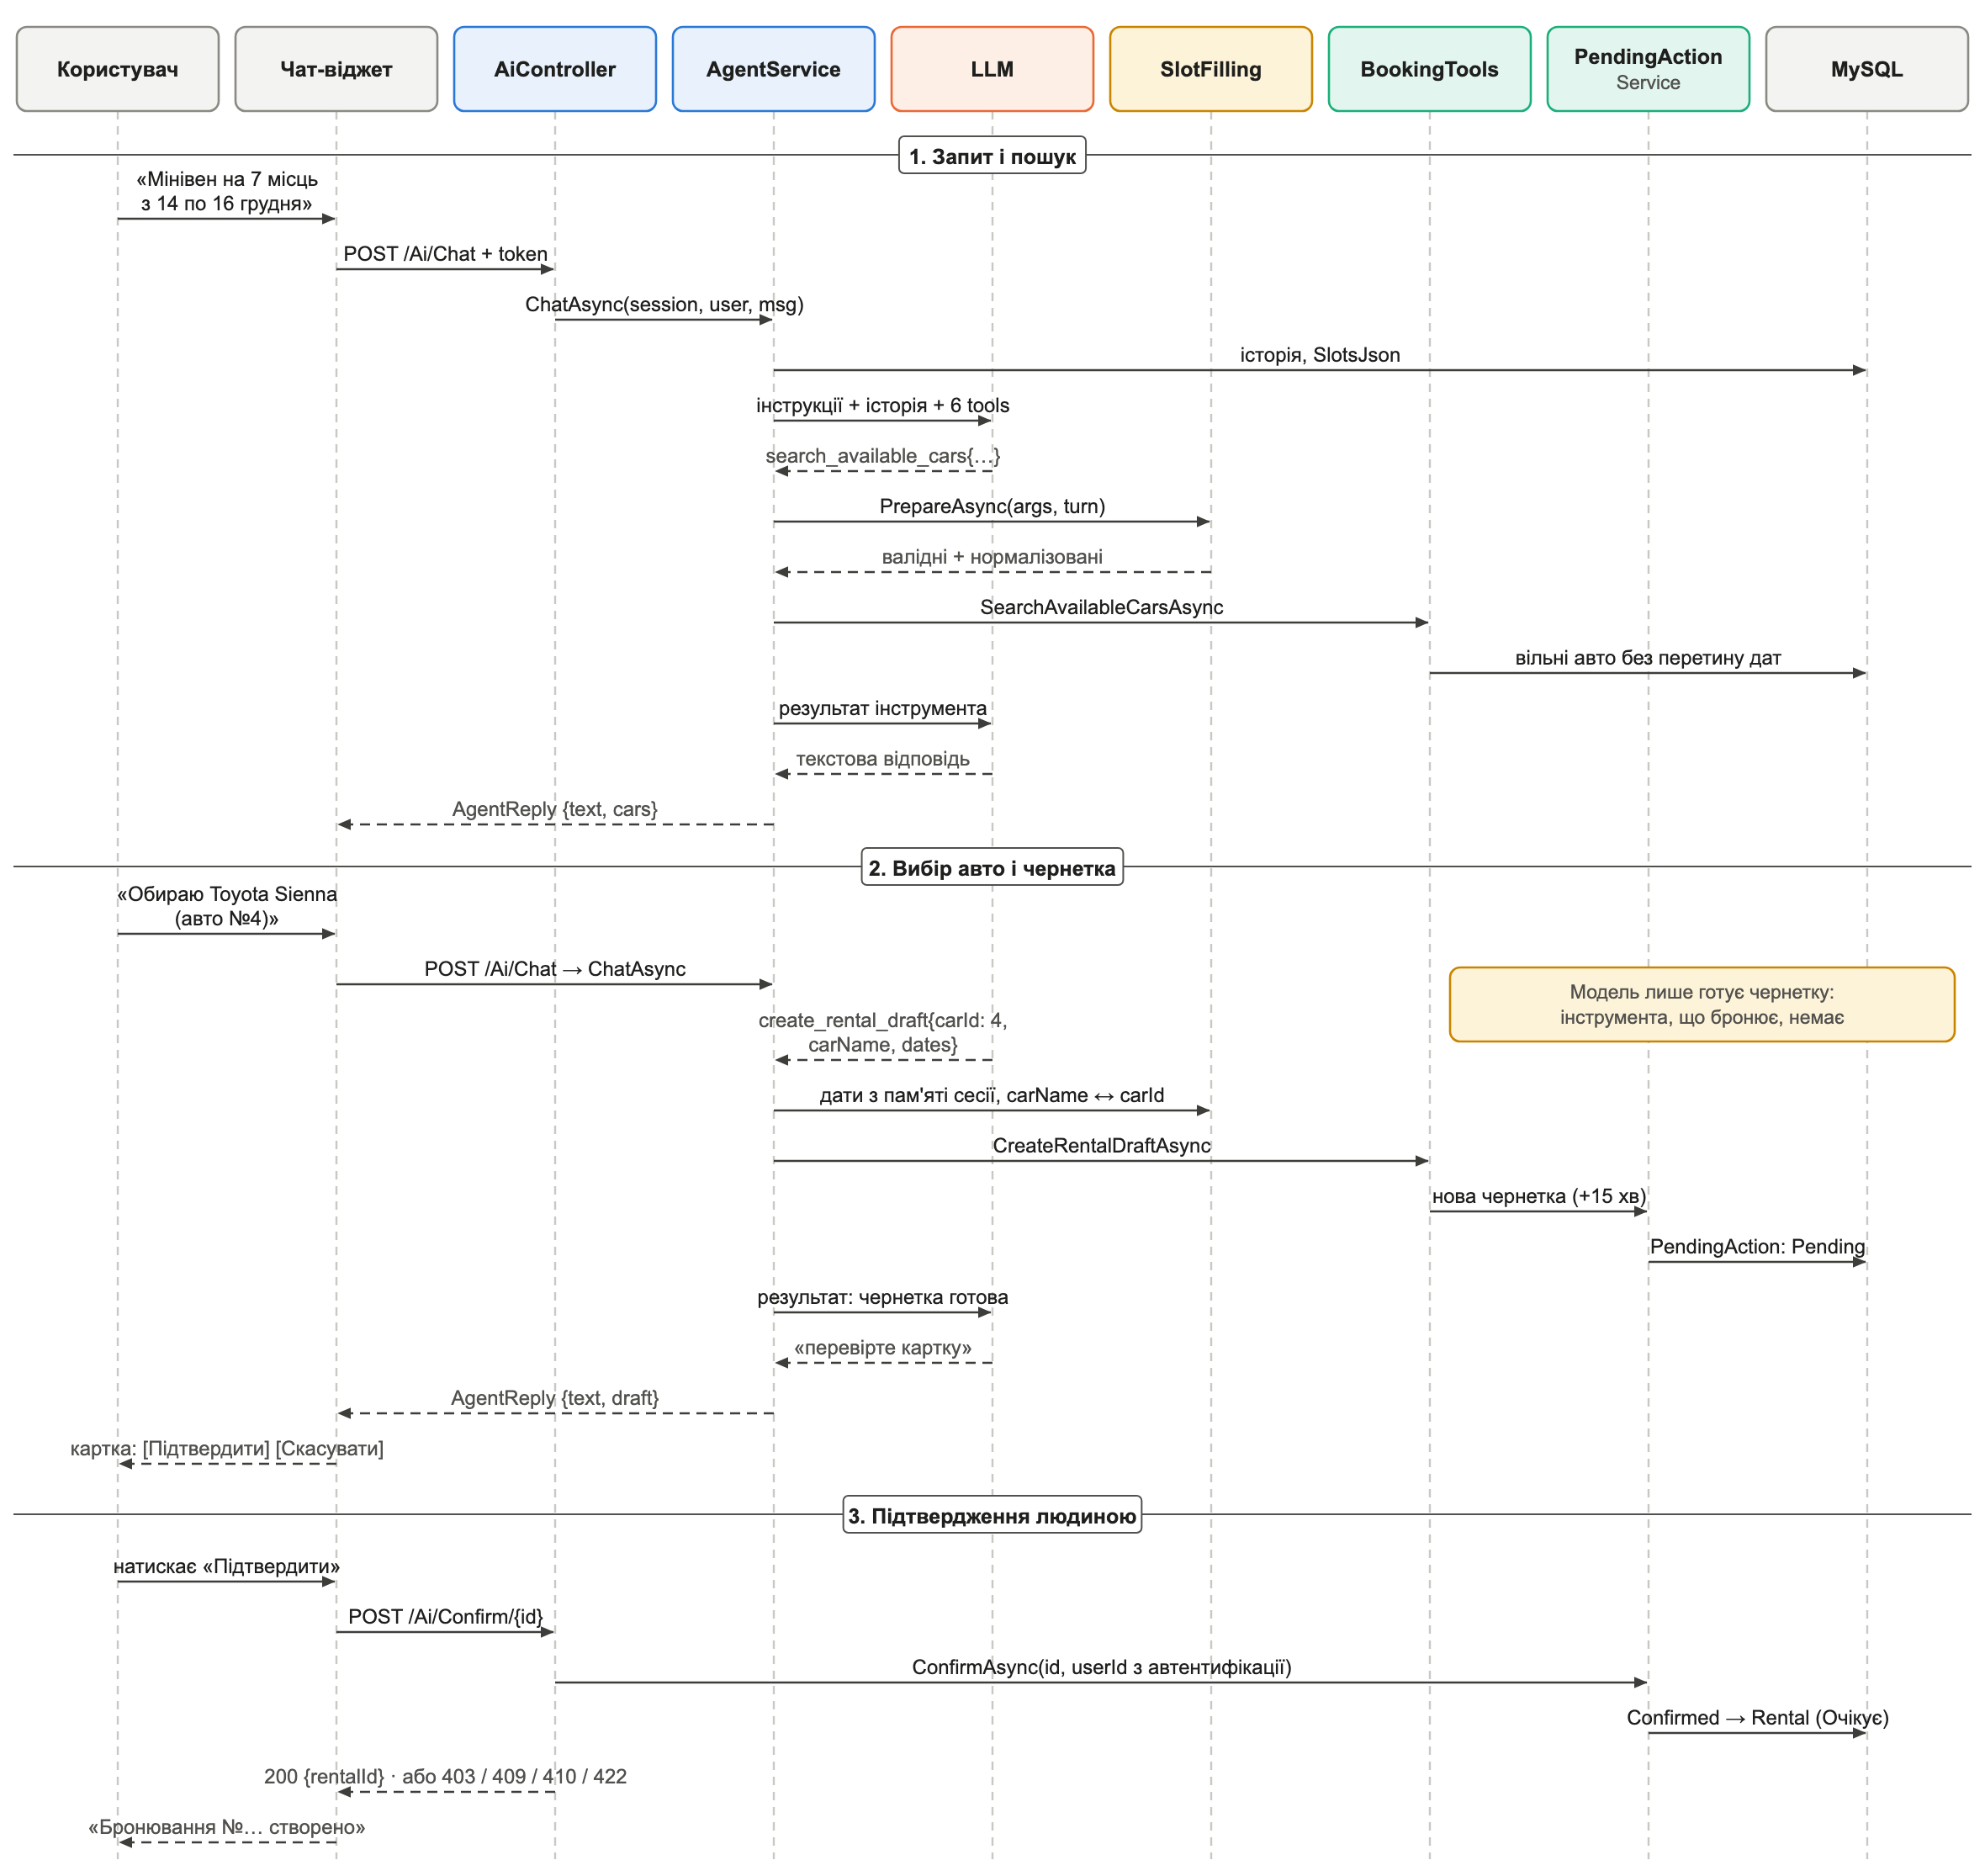 Користувач
Чат-віджет
AiController
AgentService
LLM
SlotFilling
BookingTools
PendingAction
Service
MySQL
1. Запит і пошук
«Мінівен на 7 місць
з 14 по 16 грудня»
POST /Ai/Chat + token
ChatAsync(session, user, msg)
історія, SlotsJson
інструкції + історія + 6 tools
search_available_cars{…}
PrepareAsync(args, turn)
валідні + нормалізовані
SearchAvailableCarsAsync
вільні авто без перетину дат
результат інструмента
текстова відповідь
AgentReply {text, cars}
2. Вибір авто і чернетка
«Обираю Toyota Sienna
(авто №4)»
POST /Ai/Chat → ChatAsync
Модель лише готує чернетку:
інструмента, що бронює, немає
create_rental_draft{carId: 4,
carName, dates}
дати з пам'яті сесії, carName ↔ carId
CreateRentalDraftAsync
нова чернетка (+15 хв)
PendingAction: Pending
результат: чернетка готова
«перевірте картку»
AgentReply {text, draft}
картка: [Підтвердити] [Скасувати]
3. Підтвердження людиною
натискає «Підтвердити»
POST /Ai/Confirm/{id}
ConfirmAsync(id, userId з автентифікації)
Confirmed → Rental (Очікує)
200 {rentalId} · або 403 / 409 / 410 / 422
«Бронювання №… створено»